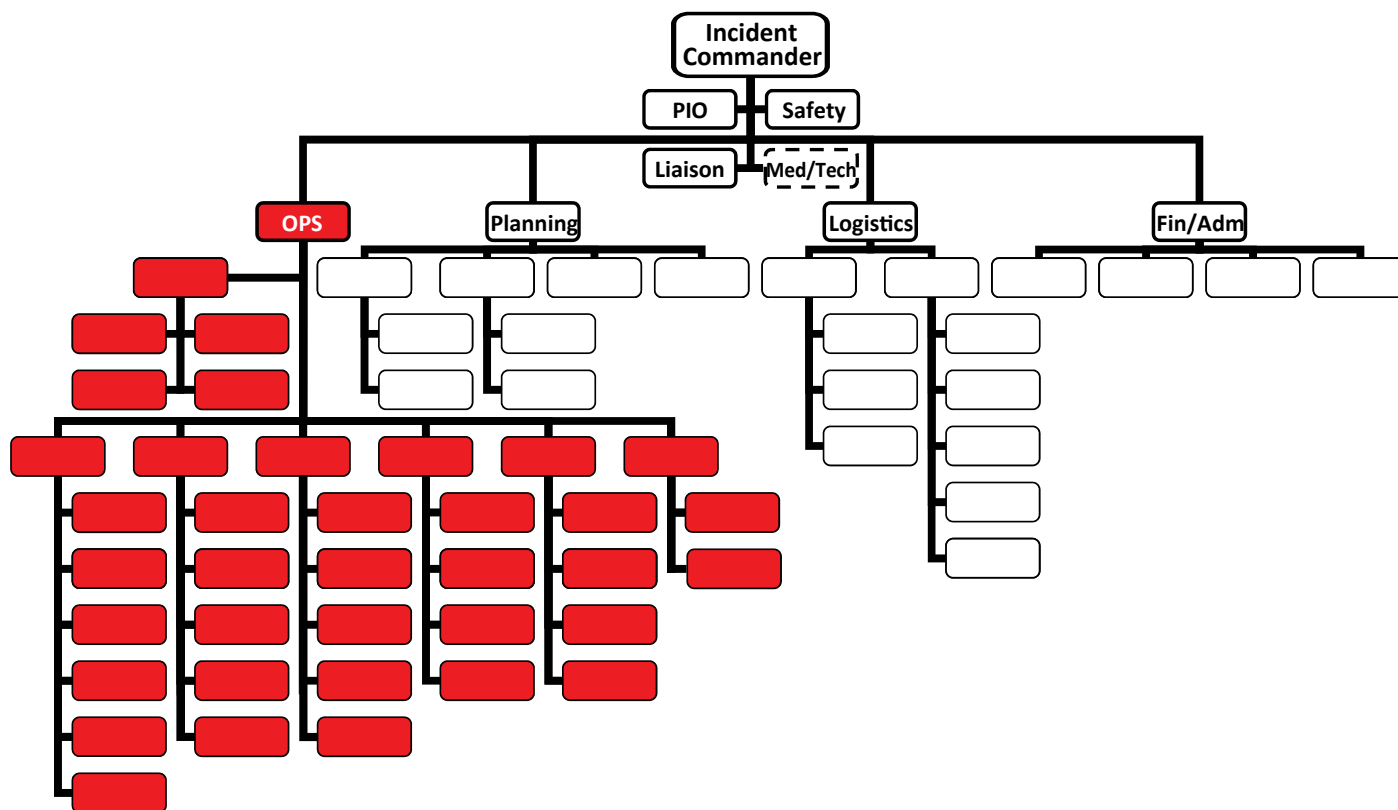 Incident
Commander
PIO
Safety
Liaison
Med/Tech
OPS
Planning
Logistics
Fin/Adm